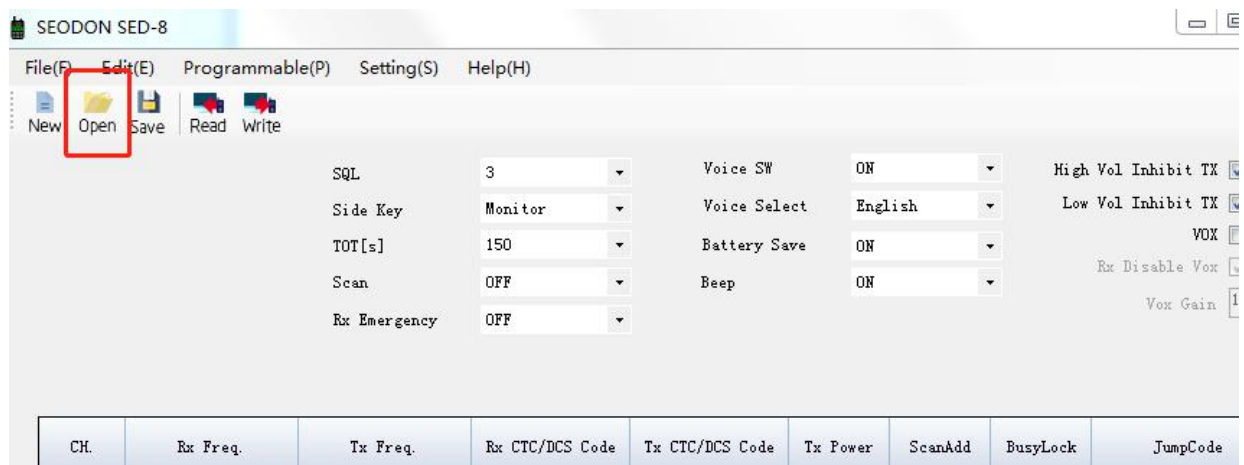 SEODON SED-8
File(F) Edit(E) Programmable(P) Setting(S) Help(H)
New Open Save Read Write
SQL 3 Voice SW ON High Vol Inhibit TX
Side Key Monitor Voice Select English Low Vol Inhibit TX
TOT[s] 150 Battery Save ON VOX
Scan OFF Beep ON Rx Disable Vox
Rx Emergency OFF Vox Gain 1
CH. Rx Freq. Tx Freq. Rx CTC/DCS Code Tx CTC/DCS Code Tx Power ScanAdd BusyLock JumpCode